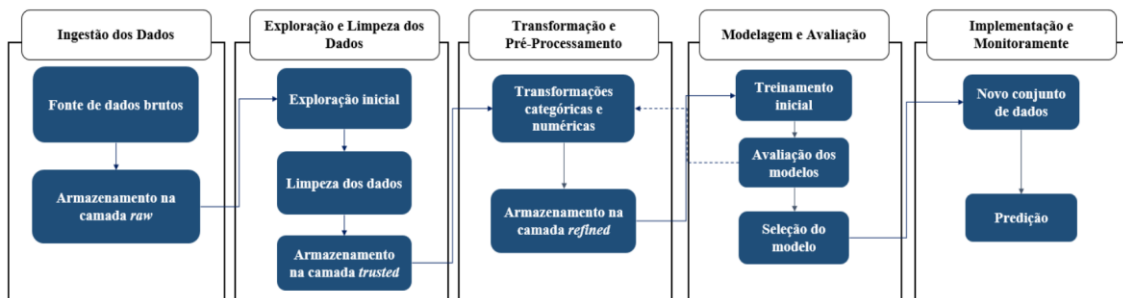 Ingestão dos Dados
Fonte de dados brutos
Armazenamento na
camada raw
Exploração e Limpeza dos
Dados
Exploração inicial
Limpeza dos dados
Armazenamento
na camada trusted
Transformação e
Pré-Processamento
Transformações
categóricas e
numéricas
Armazenamento na
camada refined
Modelagem e Avaliação
Treinamento
inicial
Avaliação dos
modelos
Seleção do
modelo
Implementação e
Monitoramente
Novo conjunto
de dados
Predição